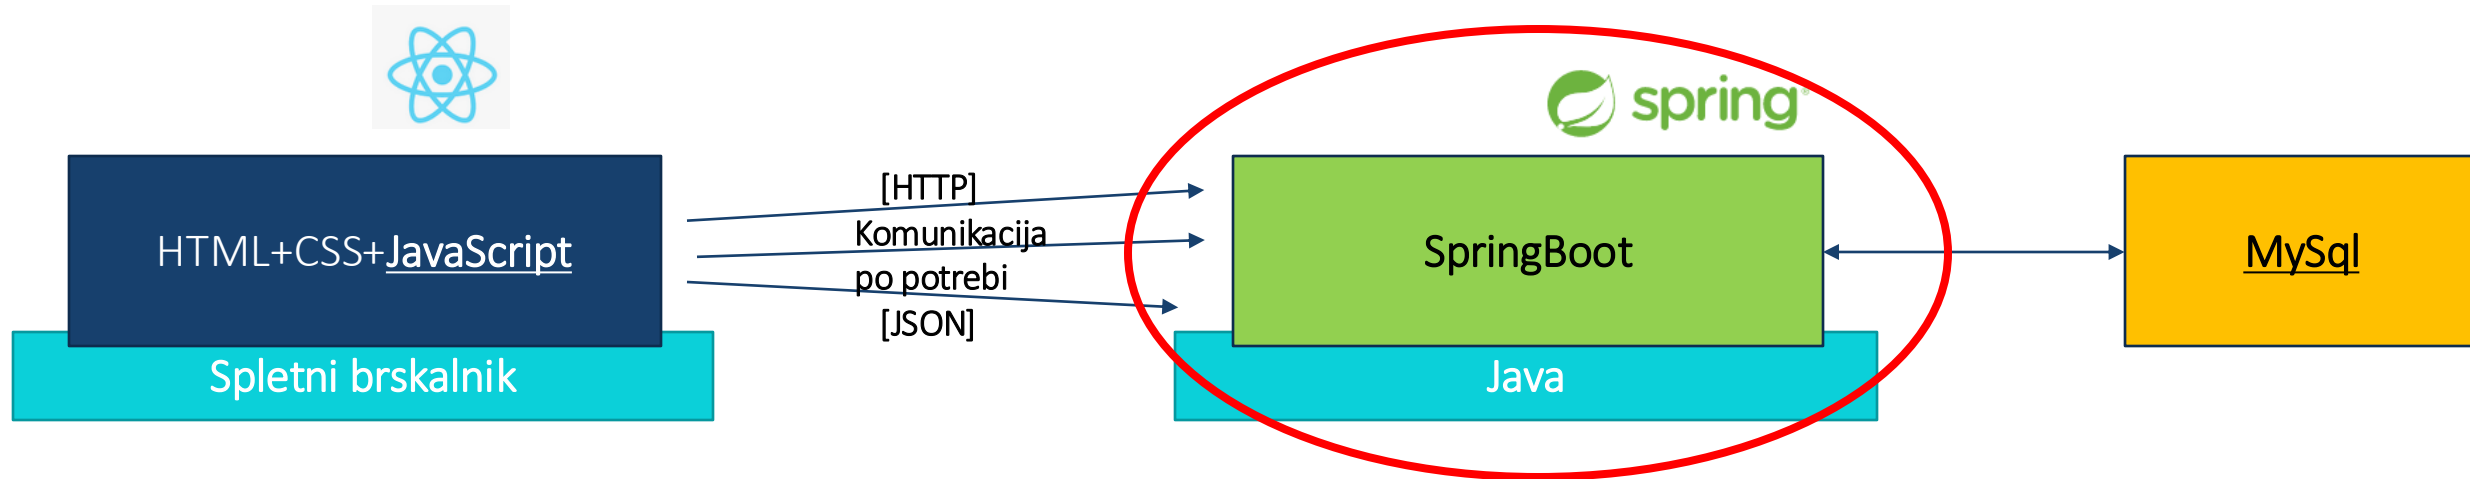 spring
[HTTP]
Komunikacija
po potrebi
[JSON]
HTML+CSS+JavaScript
SpringBoot
MySql
Spletni brskalnik
Java